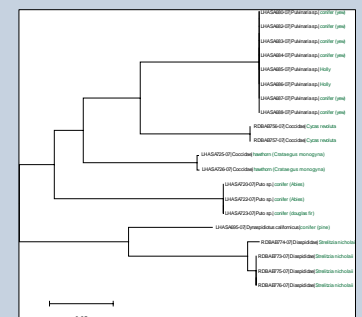 LHASA680-07|Pulvinaria sp.|conifer (yew)
LHASA682-07|Pulvinaria sp.|conifer (yew)
LHASA683-07|Pulvinaria sp.|conifer (yew)
LHASA684-07|Pulvinaria sp.|conifer (yew)
LHASA685-07|Pulvinaria sp.|Holly
LHASA686-07|Pulvinaria sp.|Holly
LHASA687-07|Pulvinaria sp.|conifer (yew)
LHASA688-07|Pulvinaria sp.|conifer (yew)
RDBAB756-07|Coccidae|Cycas revoluta
RDBAB757-07|Coccidae|Cycas revoluta
LHASA725-07|Coccidae|hawthorn (Crataegus monogyna)
LHASA726-07|Coccidae|hawthorn (Crataegus monogyna)
LHASA720-07|Puto sp.|conifer (Abies)
LHASA722-07|Puto sp.|conifer (Abies)
LHASA723-07|Puto sp.|conifer (douglas fir)
LHASA695-07|Dynaspidiotus californicus|conifer (pine)
RDBAB774-07|Diaspididae|Strelitzia nicholaii
RDBAB773-07|Diaspididae|Strelitzia nicholaii
RDBAB775-07|Diaspididae|Strelitzia nicholaii
RDBAB776-07|Diaspididae|Strelitzia nicholaii